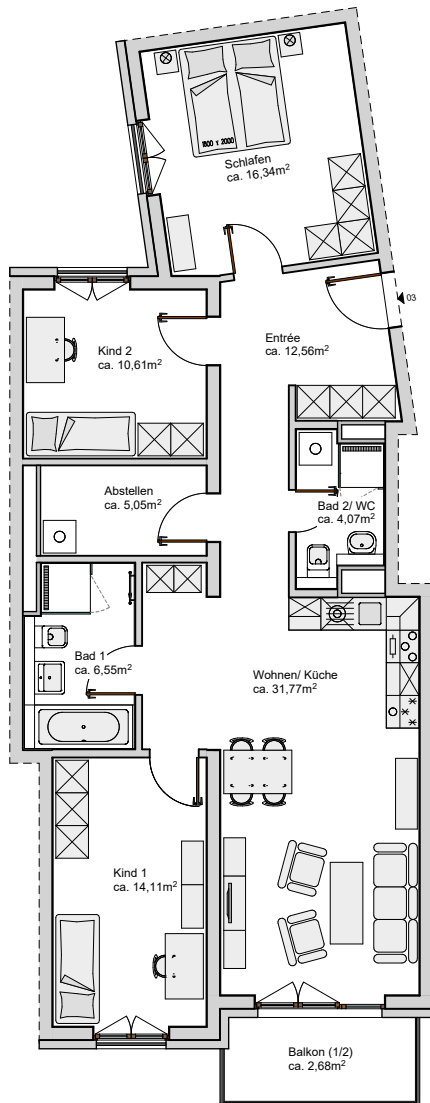 1800 x 2000
Schlafen
ca. 16,34m²
03
Entrée
ca. 12,56m²
Kind 2
ca. 10,61m²
Abstellen
ca. 5,05m²
Bad 2/ WC
ca. 4,07m²
Bad 1
ca. 6,55m²
Wohnen/ Küche
ca. 31,77m²
Kind 1
ca. 14,11m²
Balkon (1/2)
ca. 2,68m²